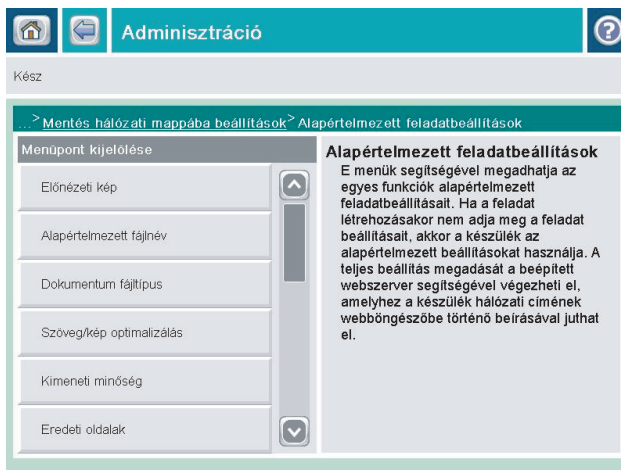 Adminisztráció
Kész
...> Mentés hálózati mappába beállítások > Alapértelmezett feladatbeállítások
Menüpont kijelölése
Előnézeti kép
Alapértelmezett fájlnév
Dokumentum fájltípus
Szöveg/kép optimalizálás
Kimeneti minőség
Eredeti oldalak
Alapértelmezett feladatbeállítások
E menük segítségével megadhatja az
egyes funkciók alapértelmezett
feladatbeállításait. Ha a feladat
létrehozásakor nem adja meg a feladat
beállításait, akkor a készülék az
alapértelmezett beállításokat használja. A
teljes beállítás megadását a beépített
webszerver segítségével végezheti el,
amelyhez a készülék hálózati címének
webböngészőbe történő beírásával juthat
el.